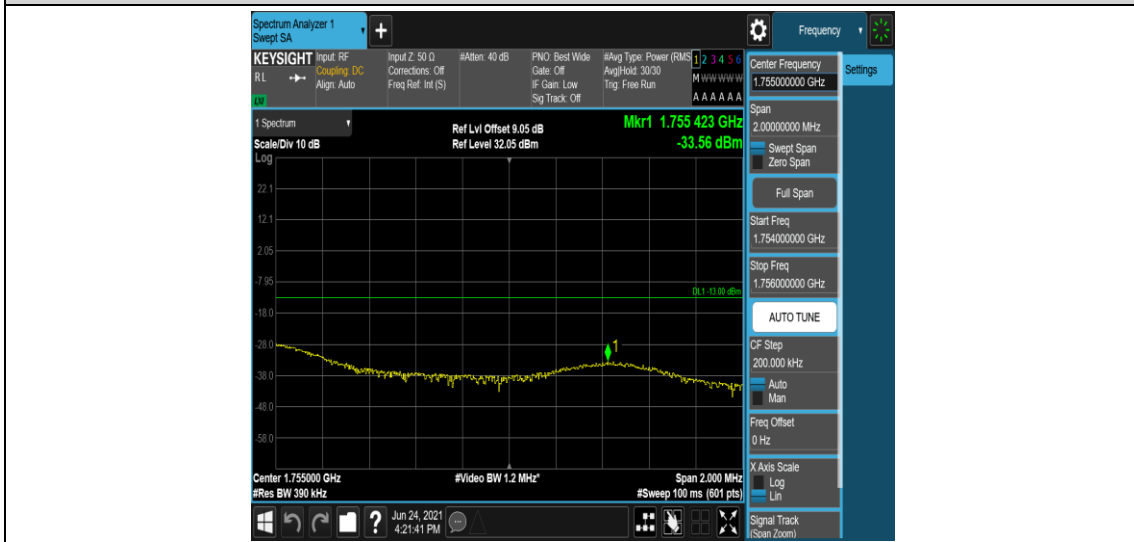 Spectrum Analyzer 1
Swept SA
+
Frequency
KEYSIGHT
RL
LXI
Input: RF
Coupling: DC
Align: Auto
Input Z: 50 Ω
Corrections: Off
Freq Ref: Int (S)
#Atten: 40 dB
PNO: Best Wide
Gate: Off
IF Gain: Low
Sig Track: Off
#Avg Type: Power (RMS
Avg|Hold: 30/30
Trig: Free Run
1 2 3 4 5 6
M W W W W W
A A A A A A
Center Frequency
1.755000000 GHz
Settings
1 Spectrum
Scale/Div 10 dB
Ref Lvl Offset 9.05 dB
Ref Level 32.05 dBm
Mkr1 1.755 423 GHz
-33.56 dBm
Log
22.1
12.1
2.05
-7.95
-18.0
-28.0
-38.0
-48.0
-58.0
DL1 -13.00 dBm
1
Span
2.00000000 MHz
Swept Span
Zero Span
Full Span
Start Freq
1.754000000 GHz
Stop Freq
1.756000000 GHz
AUTO TUNE
CF Step
200.000 kHz
Auto
Man
Freq Offset
0 Hz
X Axis Scale
Log
Lin
Signal Track
(Span Zoom)
Center 1.755000 GHz
#Res BW 390 kHz
#Video BW 1.2 MHz*
Span 2.000 MHz
#Sweep 100 ms (601 pts)
?
Jun 24, 2021
4:21:41 PM